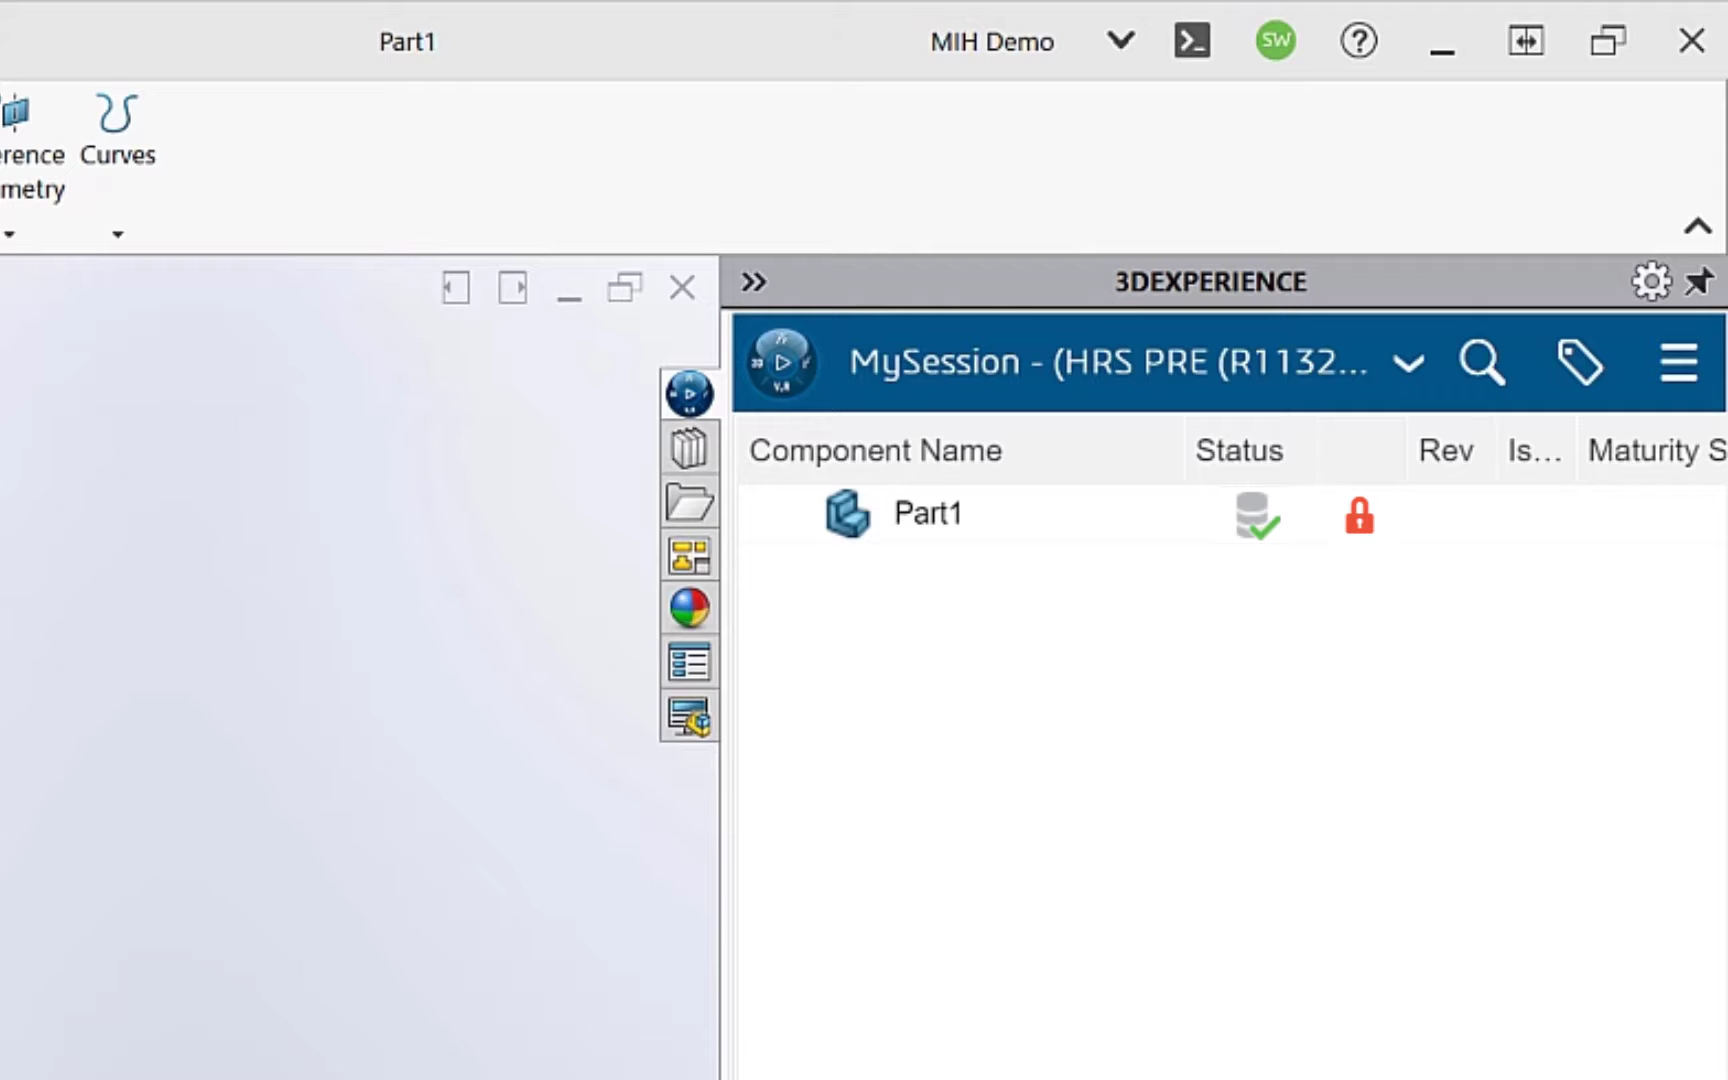 Part1
MIH Demo
SW
erence
metry
Curves
3DEXPERIENCE
MySession - (HRS PRE (R1132...
Component Name
Status
Rev
Is...
Maturity S
Part1